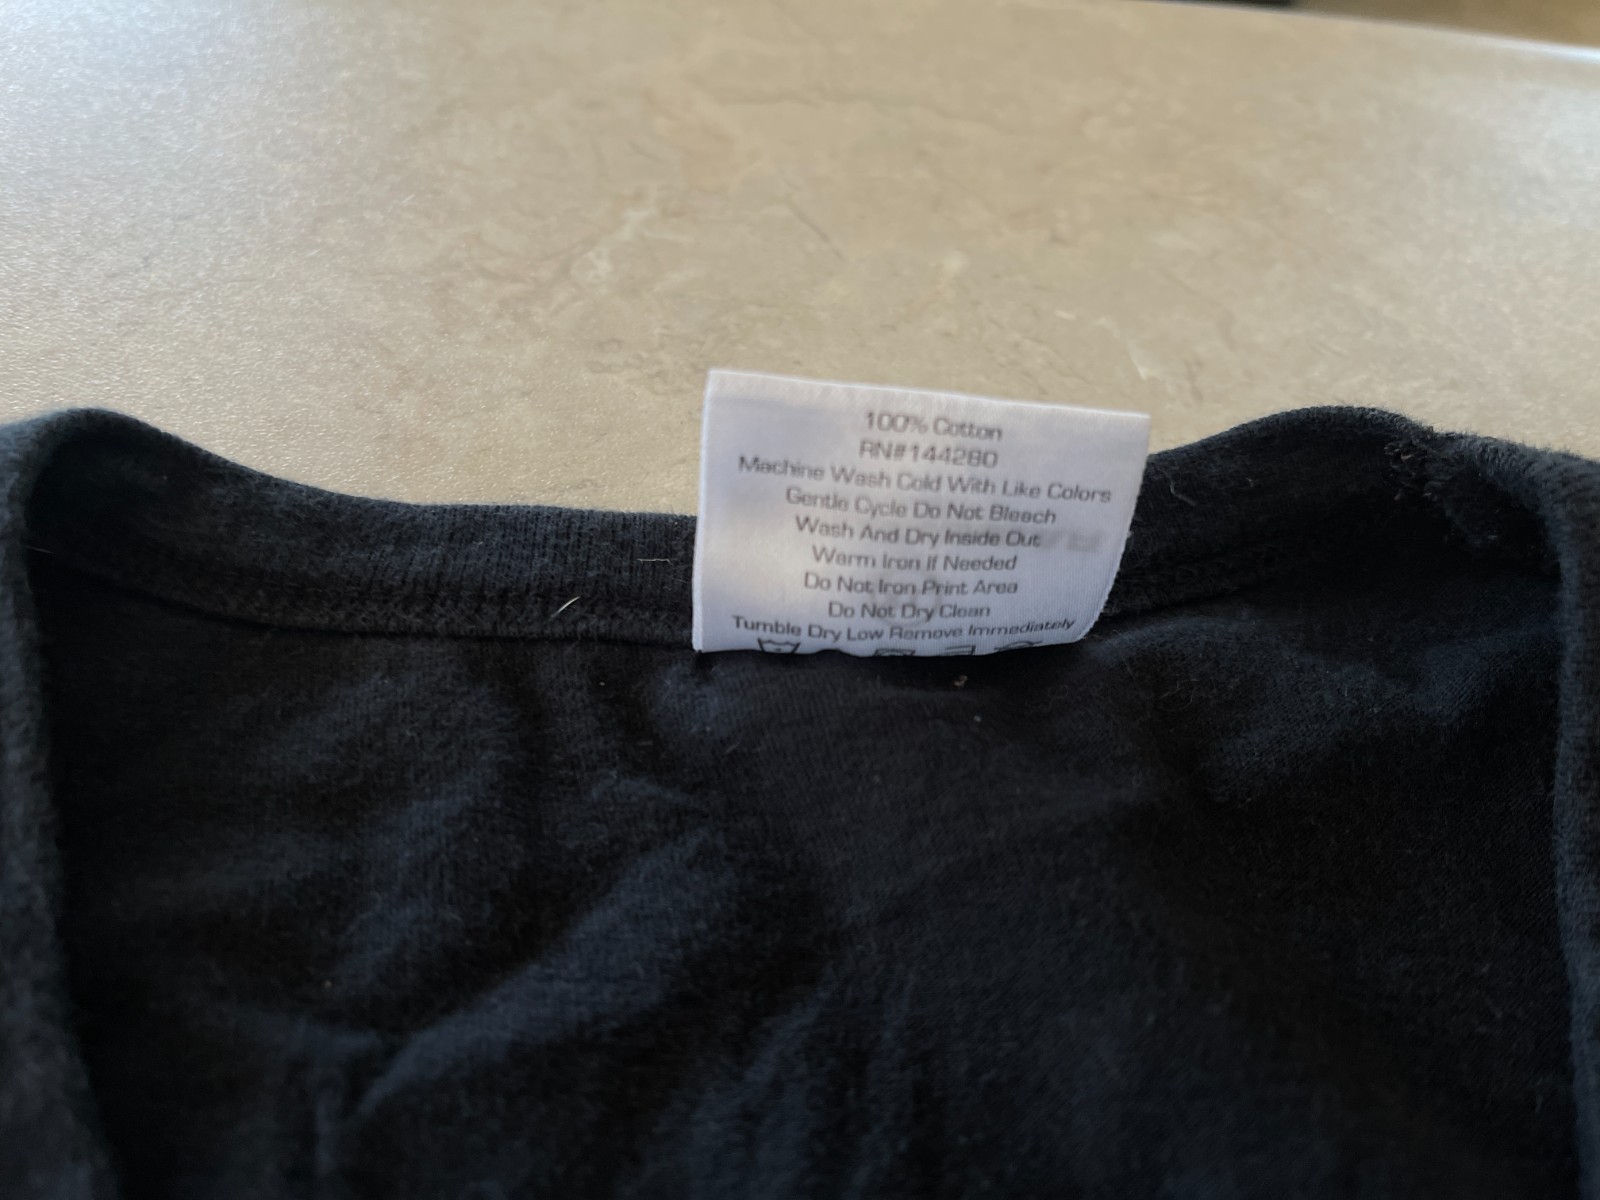 100% Cotton
RN#144280
Machine Wash Cold With Like Colors
Gentle Cycle Do Not Bleach
Wash And Dry Inside Out
Warm Iron If Needed
Do Not Iron Print Area
Do Not Dry Clean
Tumble Dry Low Remove Immediately